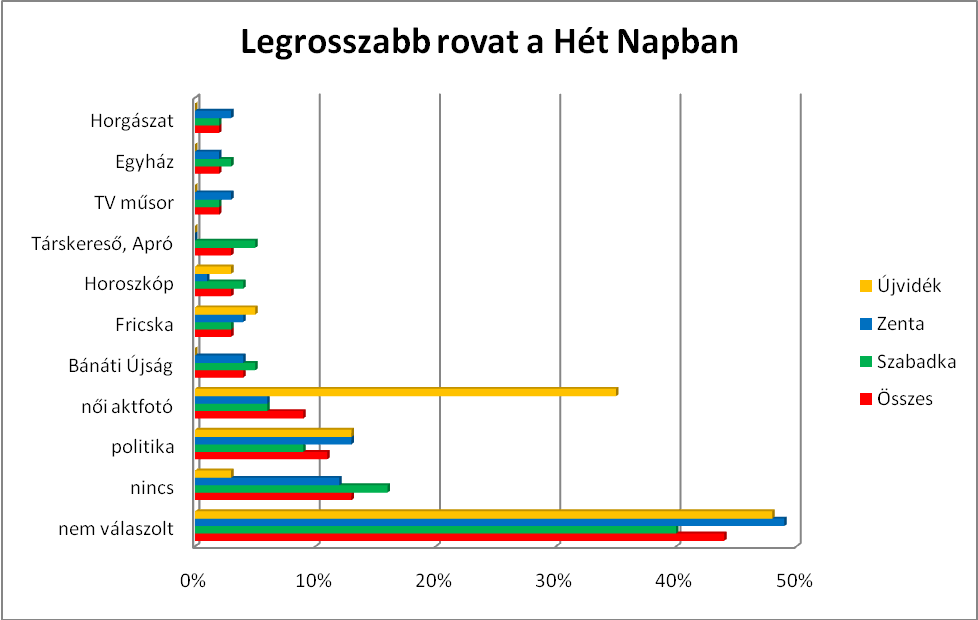 Legrosszabb rovat a Hét Napban
Horgászat
Egyház
TV műsor
Társkereső, Apró
Horoszkóp
Fricska
Bánáti Újság
női aktfotó
politika
nincs
nem válaszolt
0%
10%
20%
30%
40%
50%
Újvidék
Zenta
Szabadka
Összes